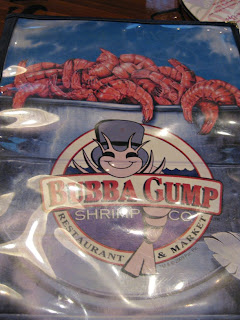 BUBBA GUMP
SHRIMP CO.
RESTAURANT & MARKET